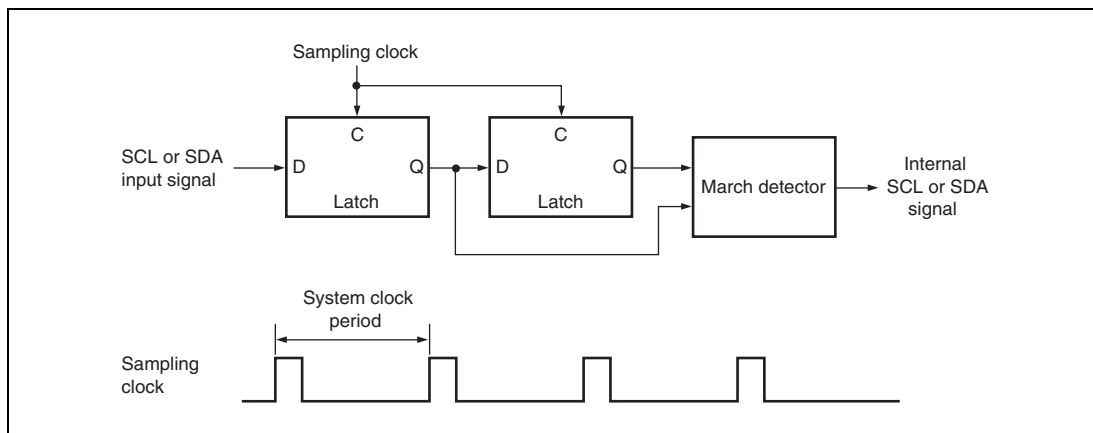 Sampling clock
SCL or SDA
input signal
D
C
Q
Latch
D
C
Q
Latch
March detector
Internal
SCL or SDA
signal
System clock
period
Sampling
clock